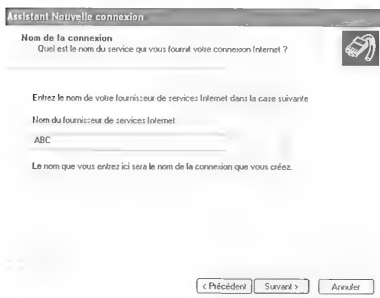 Assistant Nouvelle connexion
Nom de la connexion
Quel est le nom du service qui vous fournit votre connexion Internet ?
Entrez le nom de votre fournisseur de services Internet dans la case suivante
Nom du fournisseur de services Internet
ABC
Le nom que vous entrez ici sera le nom de la connexion que vous créez.
< Précédent Suivant > Annuler